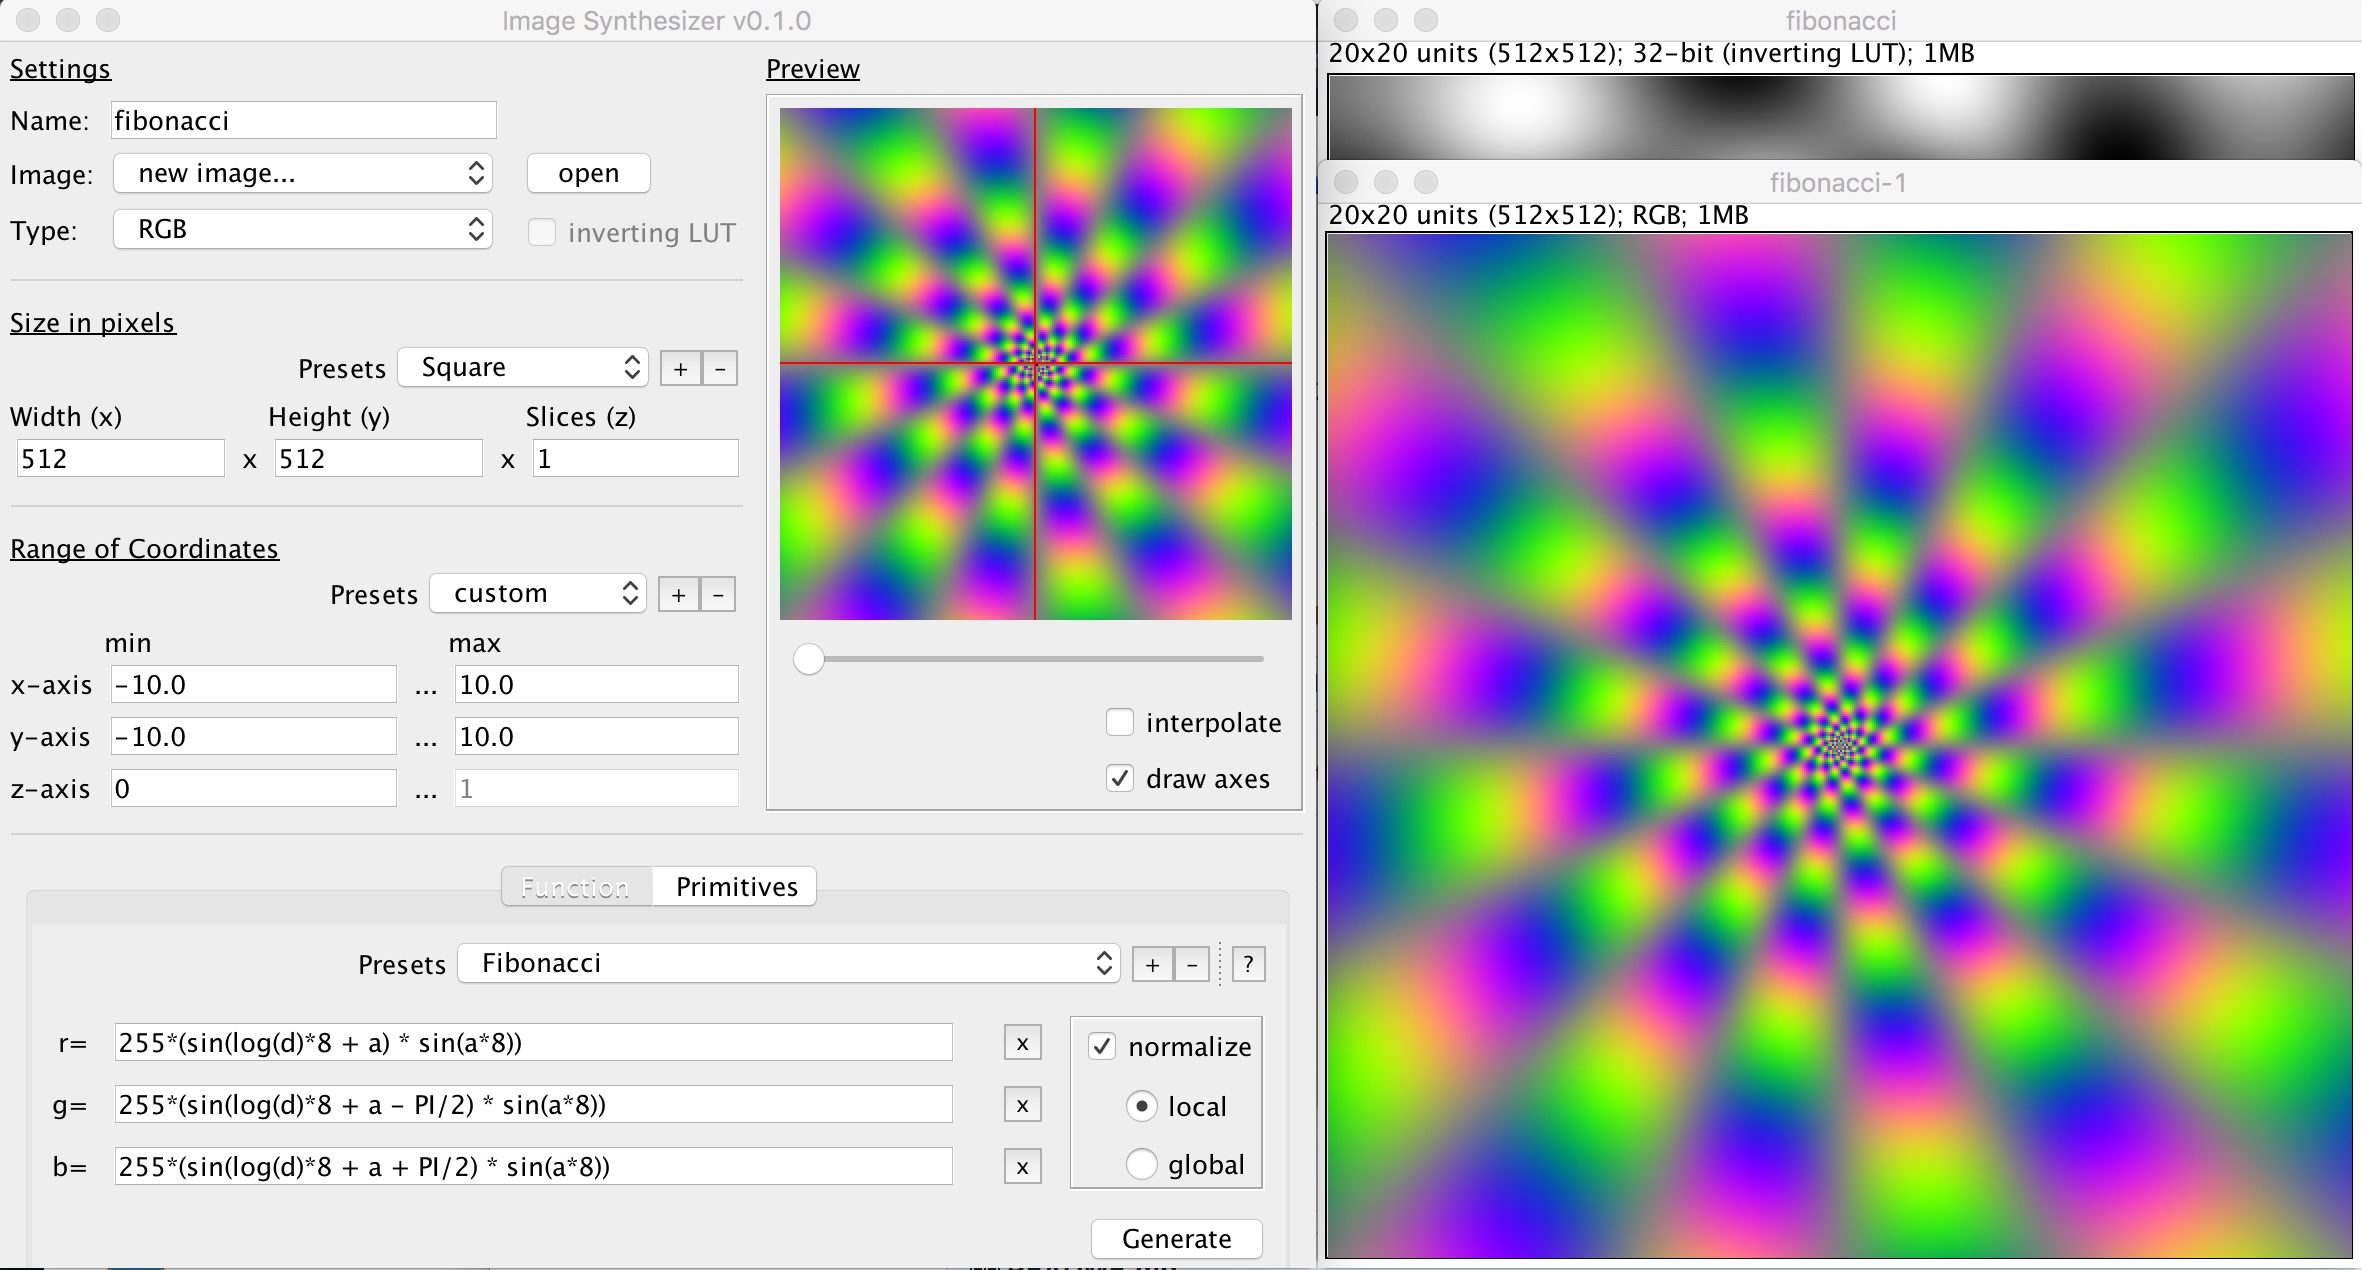 Image Synthesizer v0.1.0
Settings
Name: fibonacci
Image: new image... open
Type: RGB inverting LUT
Size in pixels
Presets Square + -
Width (x) Height (y) Slices (z)
512 x 512 x 1
Range of Coordinates
Presets custom + -
min max
x-axis -10.0 ... 10.0
y-axis -10.0 ... 10.0
z-axis 0 ... 1
Preview
interpolate
draw axes
Function Primitives
Presets Fibonacci + - ?
r= 255*(sin(log(d)*8 + a) * sin(a*8)) x
g= 255*(sin(log(d)*8 + a - PI/2) * sin(a*8)) x
b= 255*(sin(log(d)*8 + a + PI/2) * sin(a*8)) x
normalize
local
global
Generate
fibonacci
20x20 units (512x512); 32-bit (inverting LUT); 1MB
fibonacci-1
20x20 units (512x512); RGB; 1MB